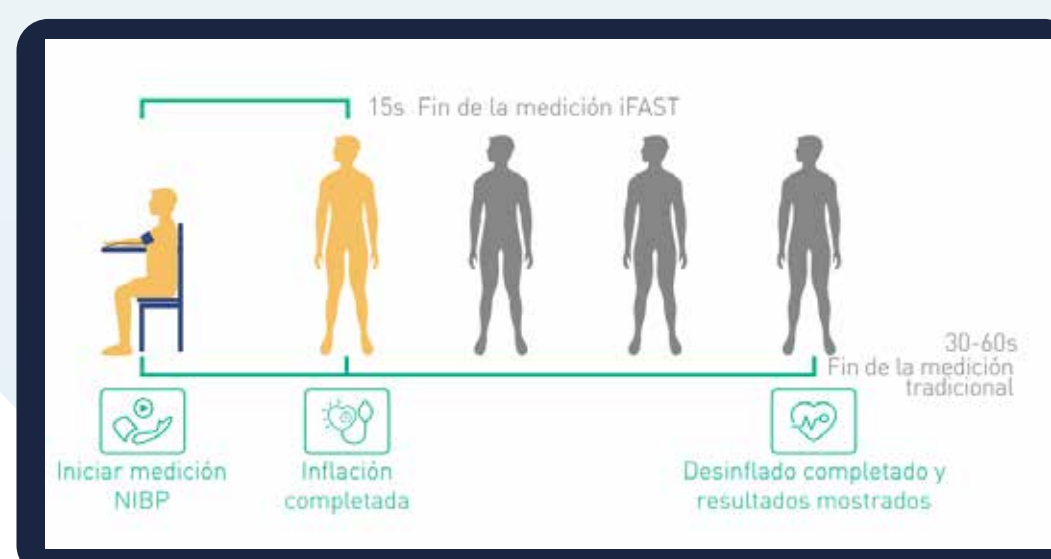 15s Fin de la medición iFAST
30-60s
Fin de la medición
tradicional
Iniciar medición
NIBP
Inflación
completada
Desinflado completado y
resultados mostrados